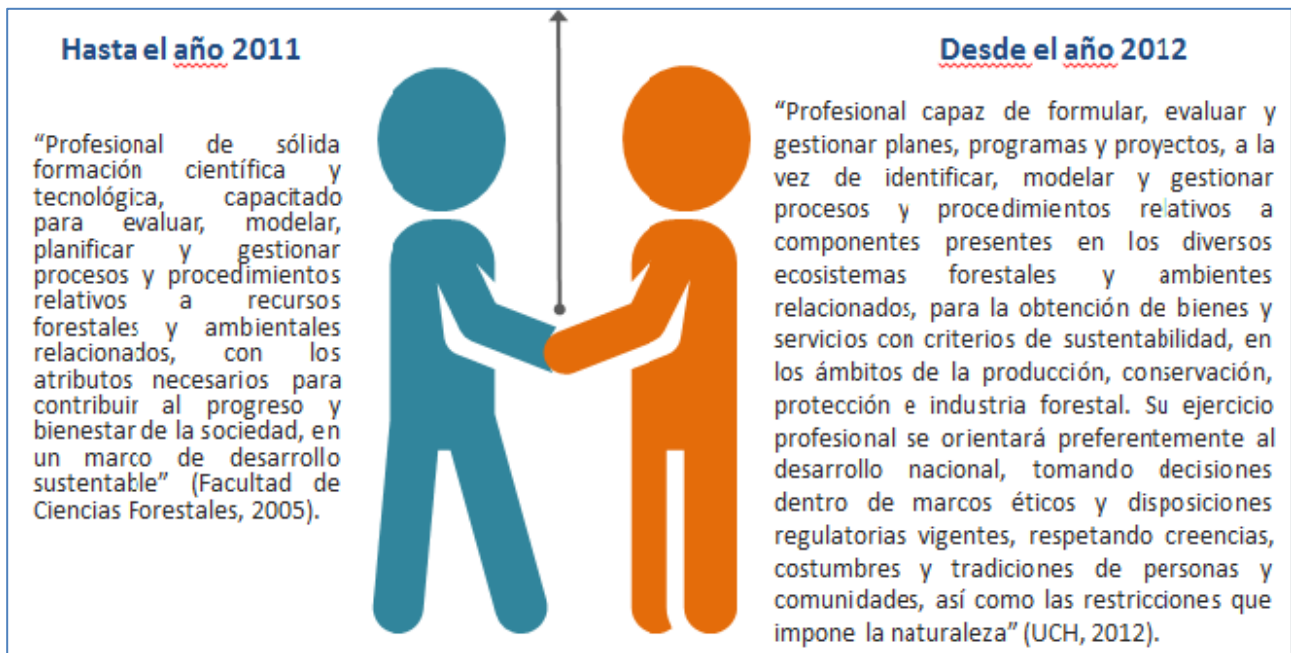 Hasta el año 2011
“Profesional de sólida
formación científica y
tecnológica, capacitado
para evaluar, modelar,
planificar y gestionar
procesos y procedimientos
relativos a recursos
forestales y ambientales
relacionados, con los
atributos necesarios para
contribuir al progreso y
bienestar de la sociedad, en
un marco de desarrollo
sustentable” (Facultad de
Ciencias Forestales, 2005).
Desde el año 2012
“Profesional capaz de formular, evaluar y
gestionar planes, programas y proyectos, a la
vez de identificar, modelar y gestionar
procesos y procedimientos relativos a
componentes presentes en los diversos
ecosistemas forestales y ambientes
relacionados, para la obtención de bienes y
servicios con criterios de sustentabilidad, en
los ámbitos de la producción, conservación,
protección e industria forestal. Su ejercicio
profesional se orientará preferentemente al
desarrollo nacional, tomando decisiones
dentro de marcos éticos y disposiciones
regulatorias vigentes, respetando creencias,
costumbres y tradiciones de personas y
comunidades, así como las restricciones que
impone la naturaleza” (UCH, 2012).